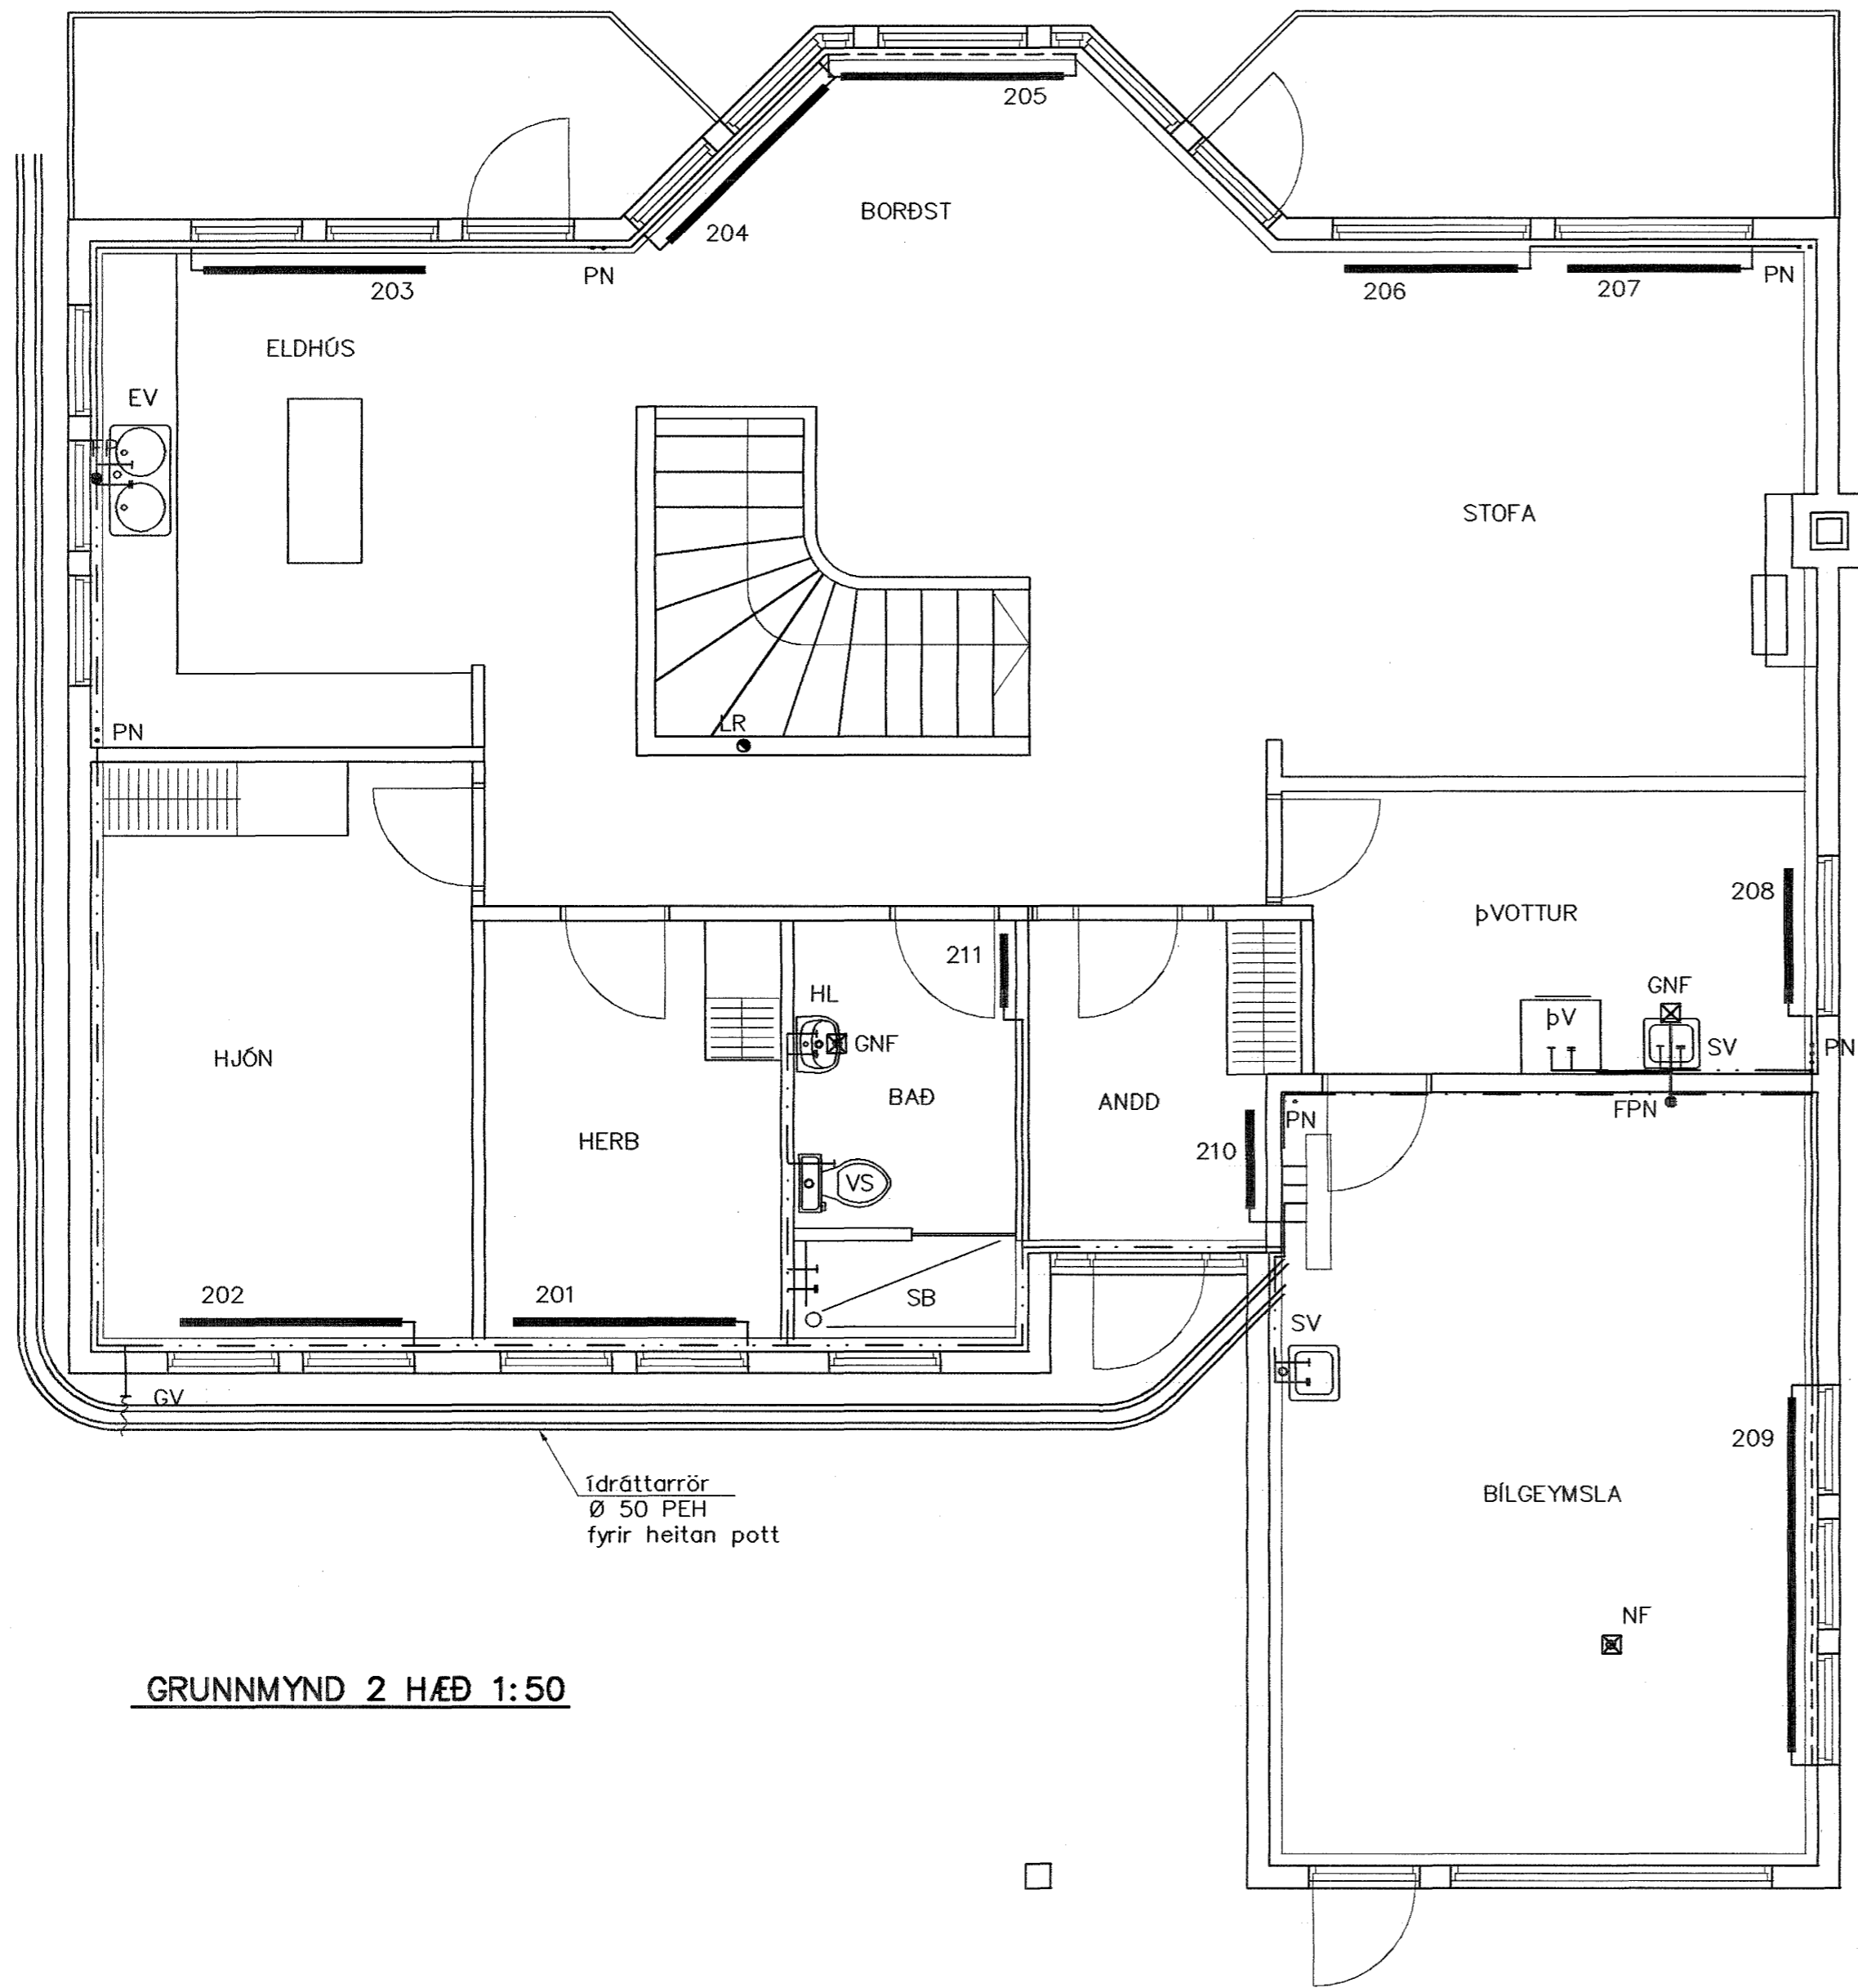 205
BORÐST
204
PN
203
206
207
PN
ELDHÚS
EV
STOFA
LR
PN
208
ÞVOTTUR
211
HL
GNF
GNF
ÞV
SV
PN
HJÓN
BAÐ
ANDD
FPN
PN
HERB
210
VS
202
201
SB
SV
GV
209
ídráttarrör
Ø 50 PEH
fyrir heitan pott
BÍLGEYMSLA
NF
GRUNNMYND 2 HÆÐ 1:50